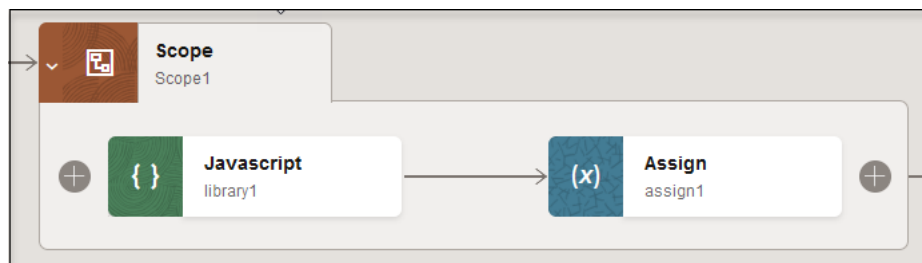 Scope
Scope1
{ }
Javascript
library1
(x)
Assign
assign1